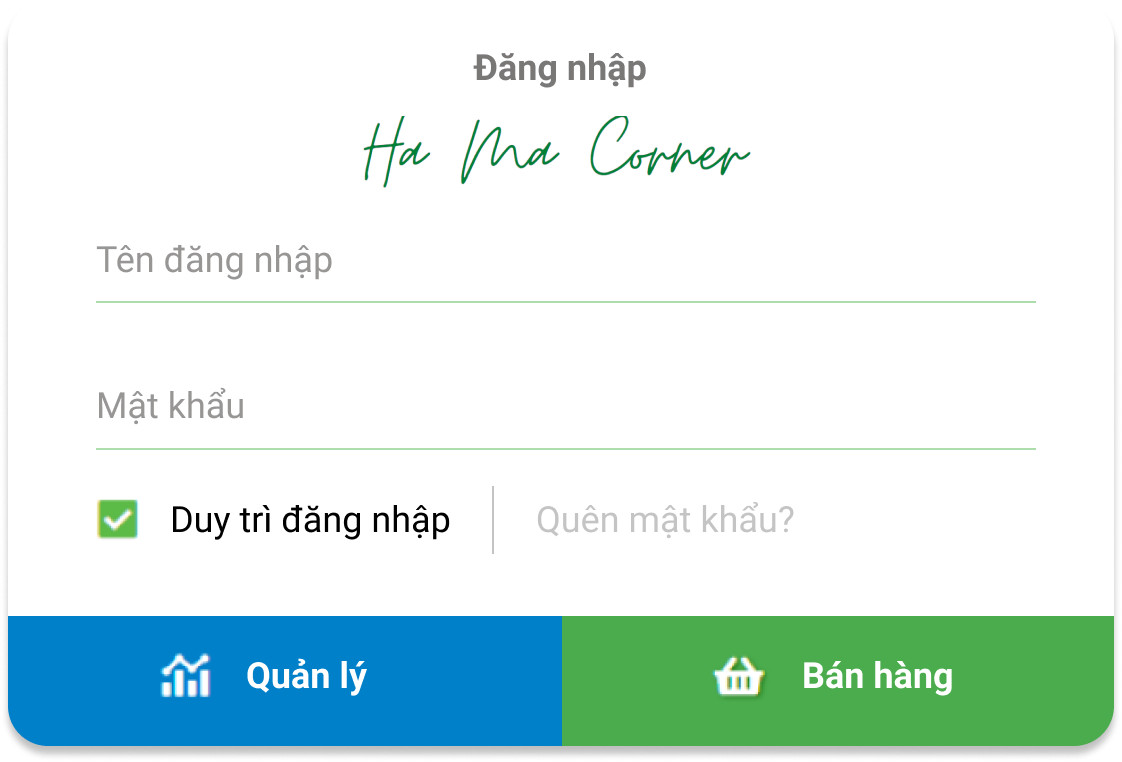 Đăng nhập
Ha Ma Corner
Tên đăng nhập
Mật khẩu
Duy trì đăng nhập
Quên mật khẩu?
Quản lý
Bán hàng